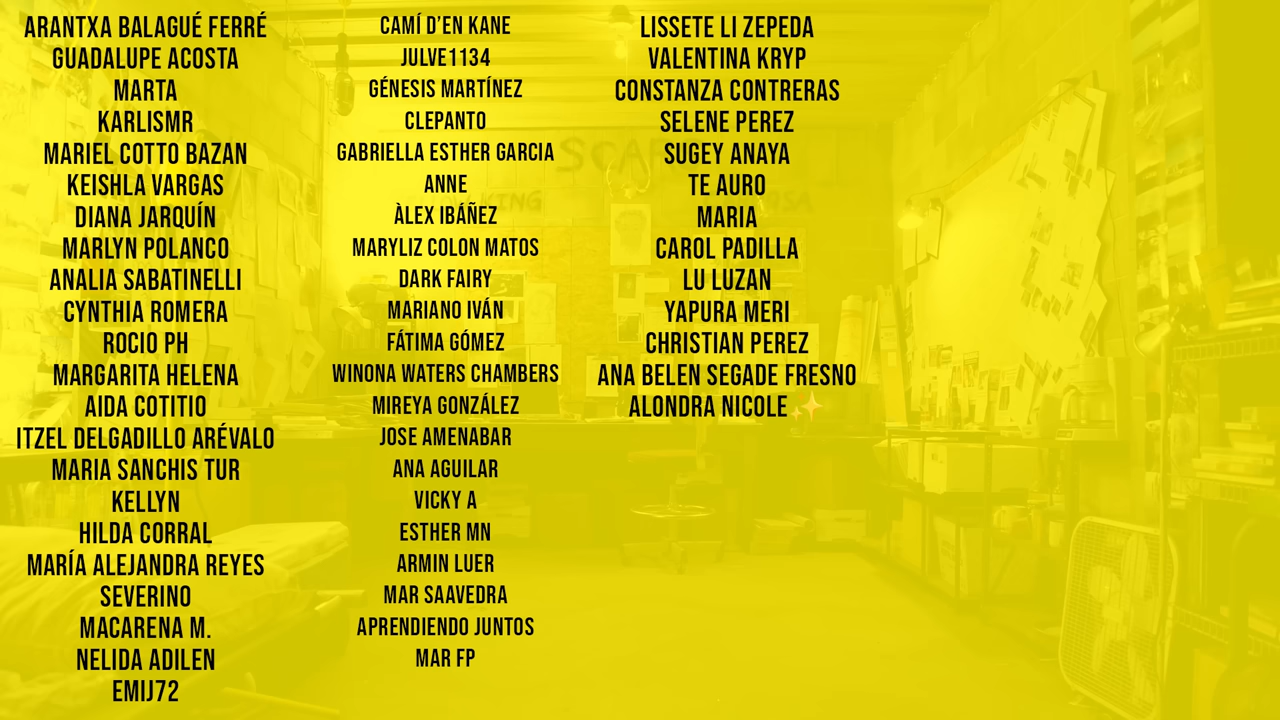 ARANTXA BALAGUÉ FERRÉ
GUADALUPE ACOSTA
MARTA
KARLISMR
MARIEL COTTO BAZAN
KEISHLA VARGAS
DIANA JARQUÍN
MARLYN POLANCO
ANALIA SABATINELLI
CYNTHIA ROMERA
ROCIO PH
MARGARITA HELENA
AIDA COTITIO
ITZEL DELGADILLO ARÉVALO
MARIA SANCHIS TUR
KELLYN
HILDA CORRAL
MARÍA ALEJANDRA REYES
SEVERINO
MACARENA M.
NELIDA ADILEN
EMIJ72
CAMÍ D'EN KANE
JULVE1134
GÉNESIS MARTÍNEZ
CLEPANTO
GABRIELLA ESTHER GARCIA
ANNE
ÀLEX IBÁÑEZ
MARYLIZ COLON MATOS
DARK FAIRY
MARIANO IVÁN
FÁTIMA GÓMEZ
WINONA WATERS CHAMBERS
MIREYA GONZÁLEZ
JOSE AMENABAR
ANA AGUILAR
VICKY A
ESTHER MN
ARMIN LUER
MAR SAAVEDRA
APRENDIENDO JUNTOS
MAR FP
LISSETE LI ZEPEDA
VALENTINA KRYP
CONSTANZA CONTRERAS
SELENE PEREZ
SUGEY ANAYA
TE AURO
MARIA
CAROL PADILLA
LU LUZAN
YAPURA MERI
CHRISTIAN PEREZ
ANA BELEN SEGADE FRESNO
ALONDRA NICOLE ✨